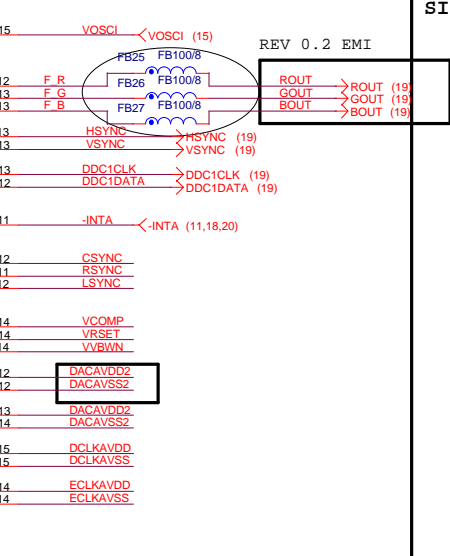 SI
15 VOSCI VOSCI (15)
REV 0.2 EMI
FB25 FB100/8
12 F_R FB26 FB100/8 ROUT ROUT (19)
13 F_G GOUT GOUT (19)
13 F_B FB27 FB100/8 BOUT BOUT (19)
13 HSYNC HSYNC (19)
13 VSYNC VSYNC (19)
13 DDC1CLK DDC1CLK (19)
12 DDC1DATA DDC1DATA (19)
11 -INTA -INTA (11,18,20)
12 CSYNC
11 RSYNC
12 LSYNC
14 VCOMP
14 VRSET
14 VVBWN
12 DACAVDD2
12 DACAVSS2
13 DACAVDD2
14 DACAVSS2
15 DCLKAVDD
15 DCLKAVSS
14 ECLKAVDD
14 ECLKAVSS